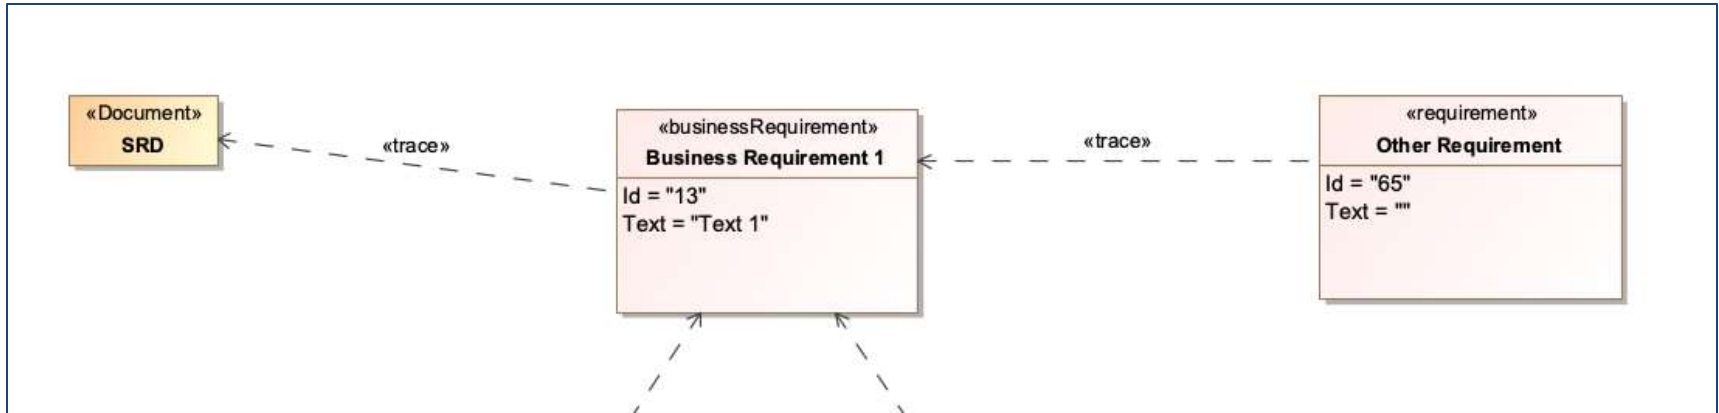 «Document»
SRD
«trace»
«businessRequirement»
Business Requirement 1
Id = "13"
Text = "Text 1"
«trace»
«requirement»
Other Requirement
Id = "65"
Text = ""